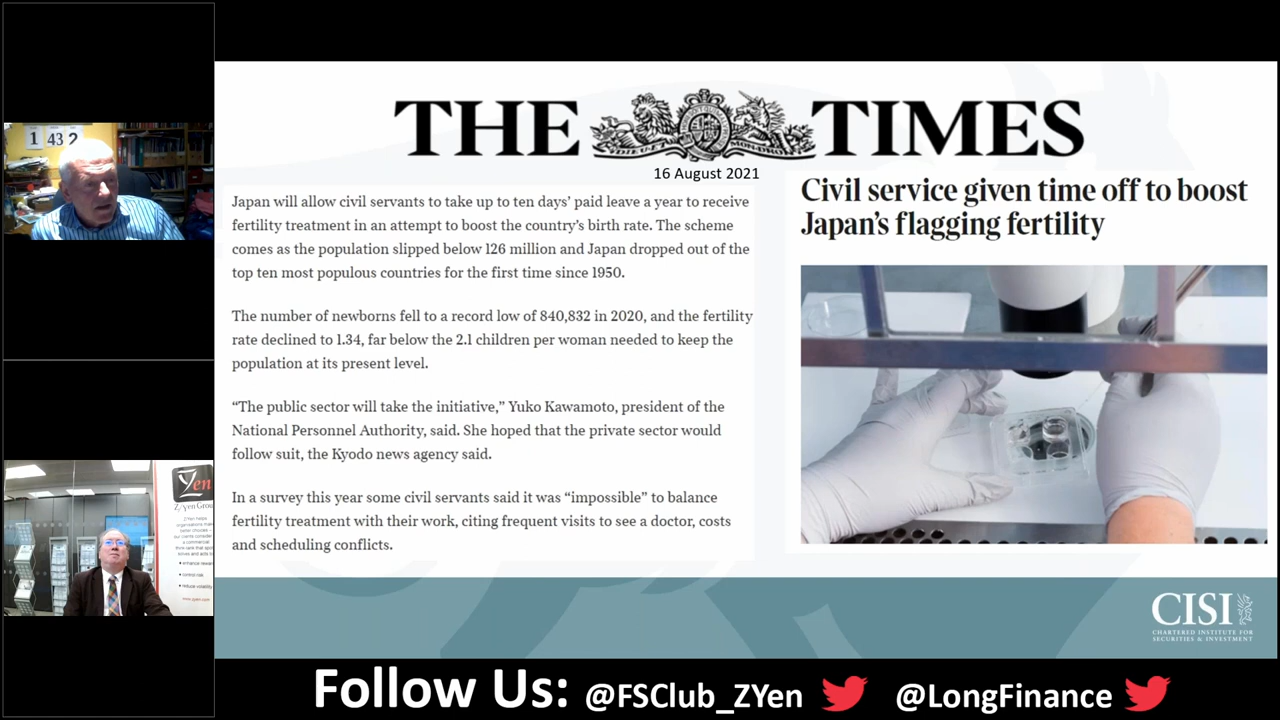 THE TIMES
16 August 2021
Japan will allow civil servants to take up to ten days’ paid leave a year to receive
fertility treatment in an attempt to boost the country’s birth rate. The scheme
comes as the population slipped below 126 million and Japan dropped out of the
top ten most populous countries for the first time since 1950.
The number of newborns fell to a record low of 840,832 in 2020, and the fertility
rate declined to 1.34, far below the 2.1 children per woman needed to keep the
population at its present level.
“The public sector will take the initiative,” Yuko Kawamoto, president of the
National Personnel Authority, said. She hoped that the private sector would
follow suit, the Kyodo news agency said.
In a survey this year some civil servants said it was “impossible” to balance
fertility treatment with their work, citing frequent visits to see a doctor, costs
and scheduling conflicts.
Civil service given time off to boost
Japan’s flagging fertility
CISI
CHARTERED INSTITUTE FOR
SECURITIES & INVESTMENT
1 43 2
Z/Yen
Z/Yen Grou
Follow Us: @FSClub_ZYen @LongFinance